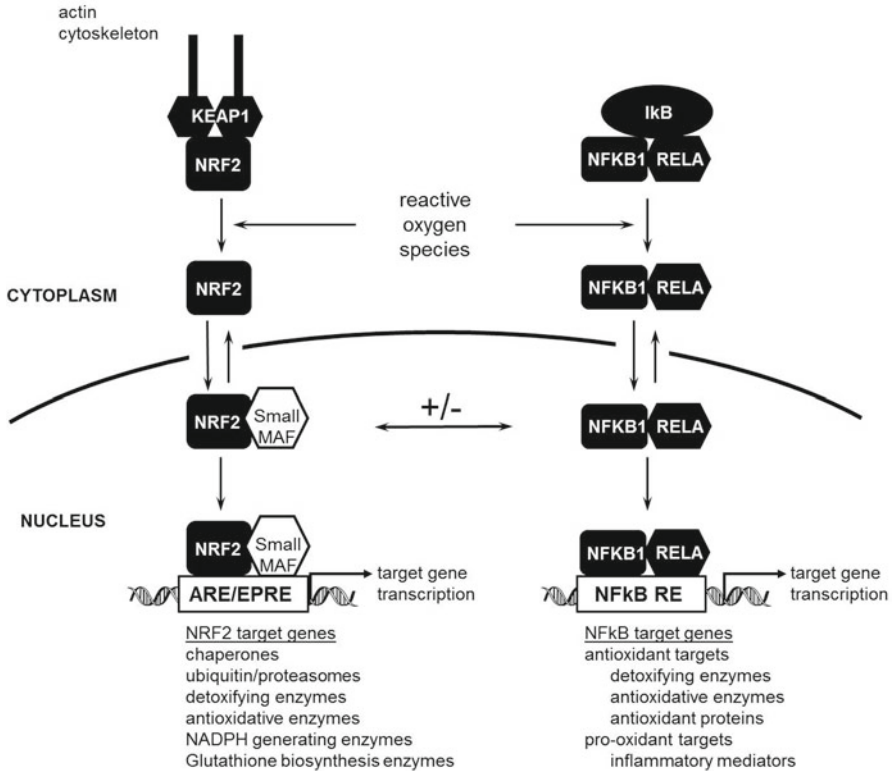 actin
cytoskeleton
KEAP1
NRF2
IkB
NFKB1 RELA
reactive
oxygen
species
CYTOPLASM
NRF2
NFKB1 RELA
NRF2 Small
MAF
+/-
NFKB1 RELA
NUCLEUS
NRF2 Small
MAF
ARE/EPRE
target gene
transcription
NFKB1 RELA
NFkB RE
target gene
transcription
NRF2 target genes
chaperones
ubiquitin/proteasomes
detoxifying enzymes
antioxidative enzymes
NADPH generating enzymes
Glutathione biosynthesis enzymes
NFkB target genes
antioxidant targets
detoxifying enzymes
antioxidative enzymes
antioxidant proteins
pro-oxidant targets
inflammatory mediators